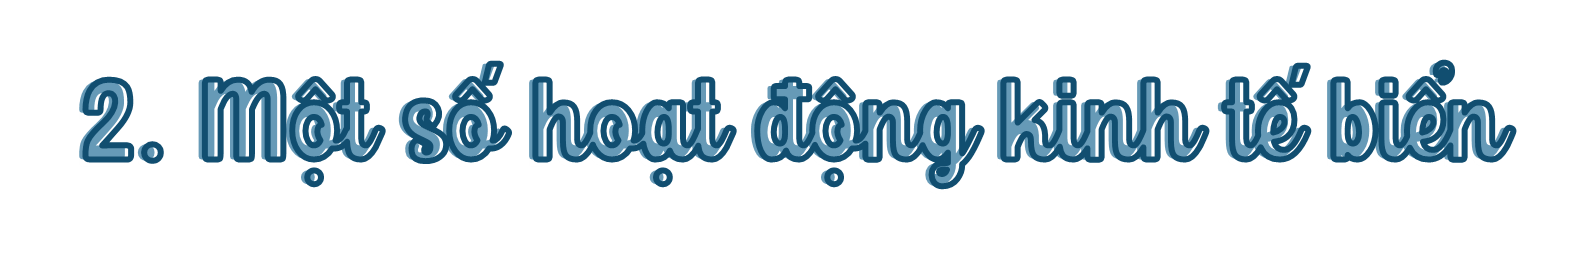 2. Một số hoạt động kinh tế biển